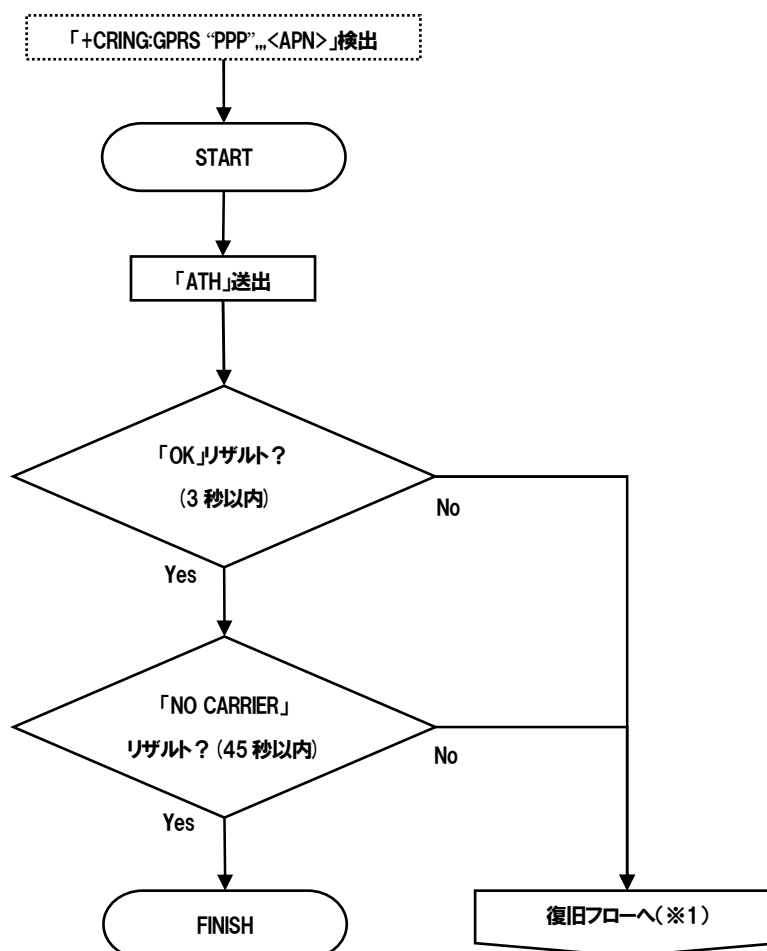 「+CRING:GPRS “PPP”,,,<APN>」検出
START
「ATH」送出
「OK」リザルト？
(3 秒以内)
No
Yes
「NO CARRIER」
リザルト？(45 秒以内)
No
Yes
FINISH
復旧フローへ(※1)